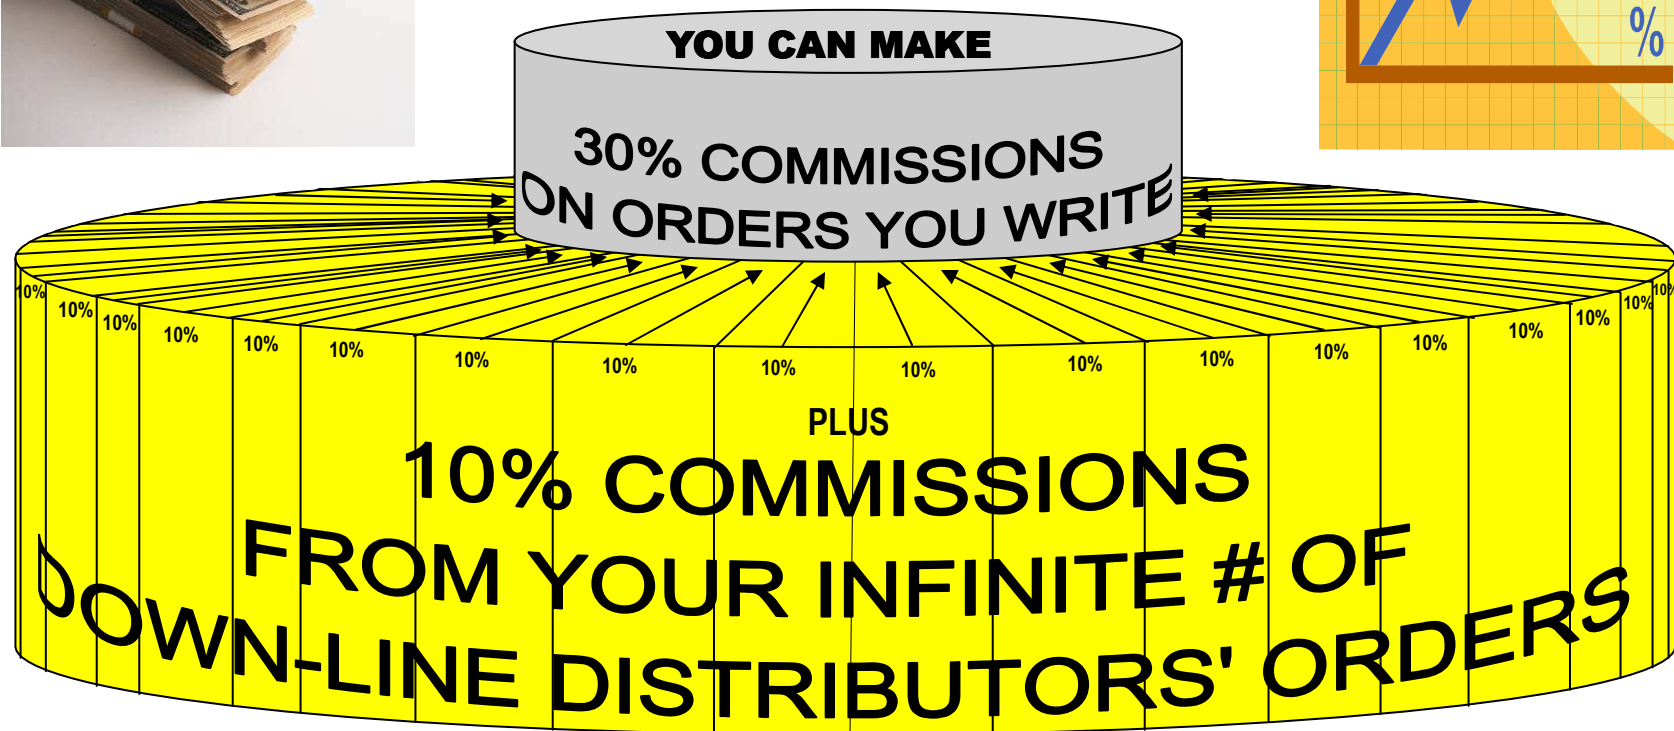 %
YOU CAN MAKE
30% COMMISSIONS
ON ORDERS YOU WRITE
10% 10% 10% 10% 10% 10% 10% 10% 10% 10% 10% 10% 10% 10% 10% 10% 10% 10%
PLUS
10% COMMISSIONS
FROM YOUR INFINITE # OF
DOWN-LINE DISTRIBUTORS' ORDERS